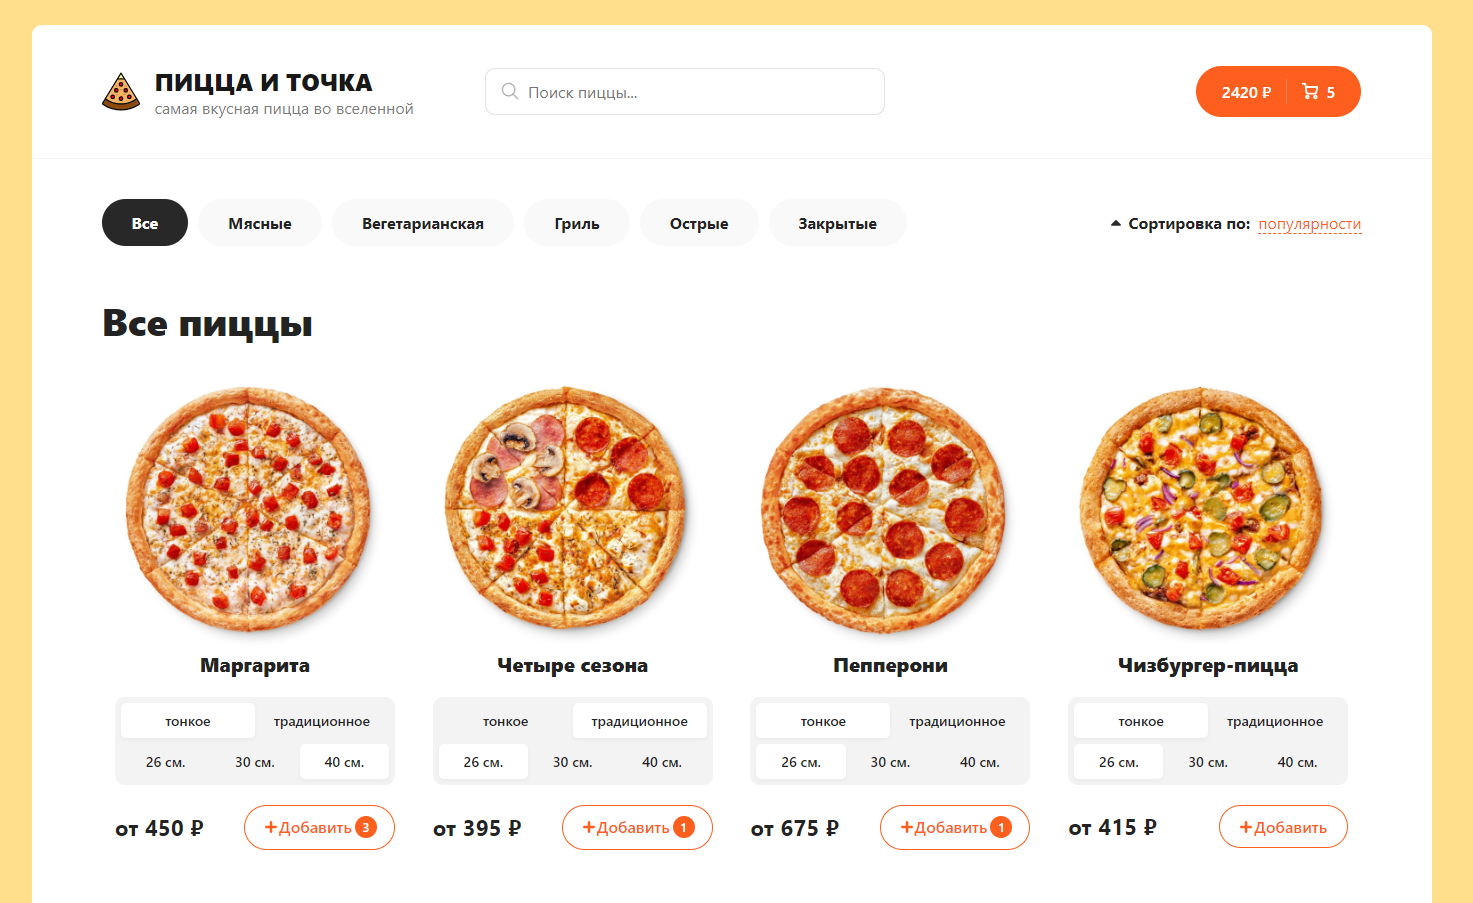 ПИЦЦА И ТОЧКА
самая вкусная пицца во вселенной
Поиск пиццы...
2420 ₽ 5
Все Мясные Вегетарианская Гриль Острые Закрытые Сортировка по: популярности
Все пиццы
Маргарита Четыре сезона Пепперони Чизбургер-пицца
тонкое традиционное тонкое традиционное тонкое традиционное тонкое традиционное
26 см. 30 см. 40 см. 26 см. 30 см. 40 см. 26 см. 30 см. 40 см. 26 см. 30 см. 40 см.
от 450 ₽ +Добавить 3 от 395 ₽ +Добавить 1 от 675 ₽ +Добавить 1 от 415 ₽ +Добавить